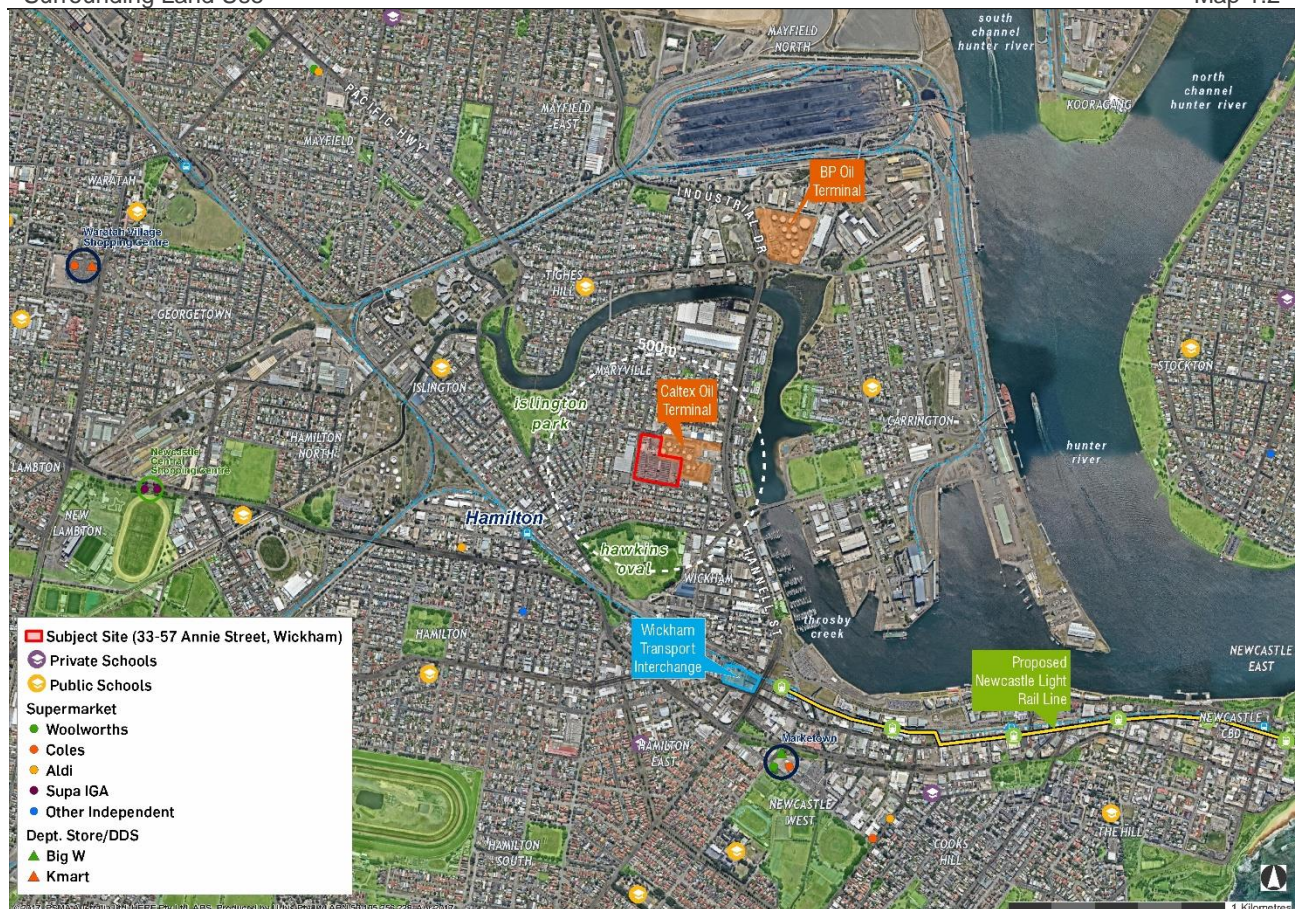 Surrounding Land Use
Map 1.2
MAYFIELD
NORTH
south
channel
hunter river
north
channel
hunter river
KOORAGANG
PACIFIC HWY
MAYFIELD
MAYFIELD
EAST
WARATAH
INDUSTRIAL DR
BP Oil
Terminal
Waratah Village
Shopping Centre
TIGHES
HILL
GEORGETOWN
500m
MARYVILLE
STOCKTON
ISLINGTON
islington
park
Caltex Oil
Terminal
CARRINGTON
HAMILTON
NORTH
hunter
river
LAMBTON
Newcastle
Central
Shopping Centre
NEW
LAMBTON
Hamilton
hawkins
oval
WICKHAM
HANNELL ST
throsby
creek
HAMILTON
Wickham
Transport
Interchange
Proposed
Newcastle Light
Rail Line
NEWCASTLE
EAST
NEWCASTLE
CBD
HAMILTON
EAST
Marketown
NEWCASTLE
WEST
COOKS
HILL
THE HILL
HAMILTON
SOUTH
Subject Site (33-57 Annie Street, Wickham)
Private Schools
Public Schools
Supermarket
Woolworths
Coles
Aldi
Supa IGA
Other Independent
Dept. Store/DDS
Big W
Kmart
1 Kilometres